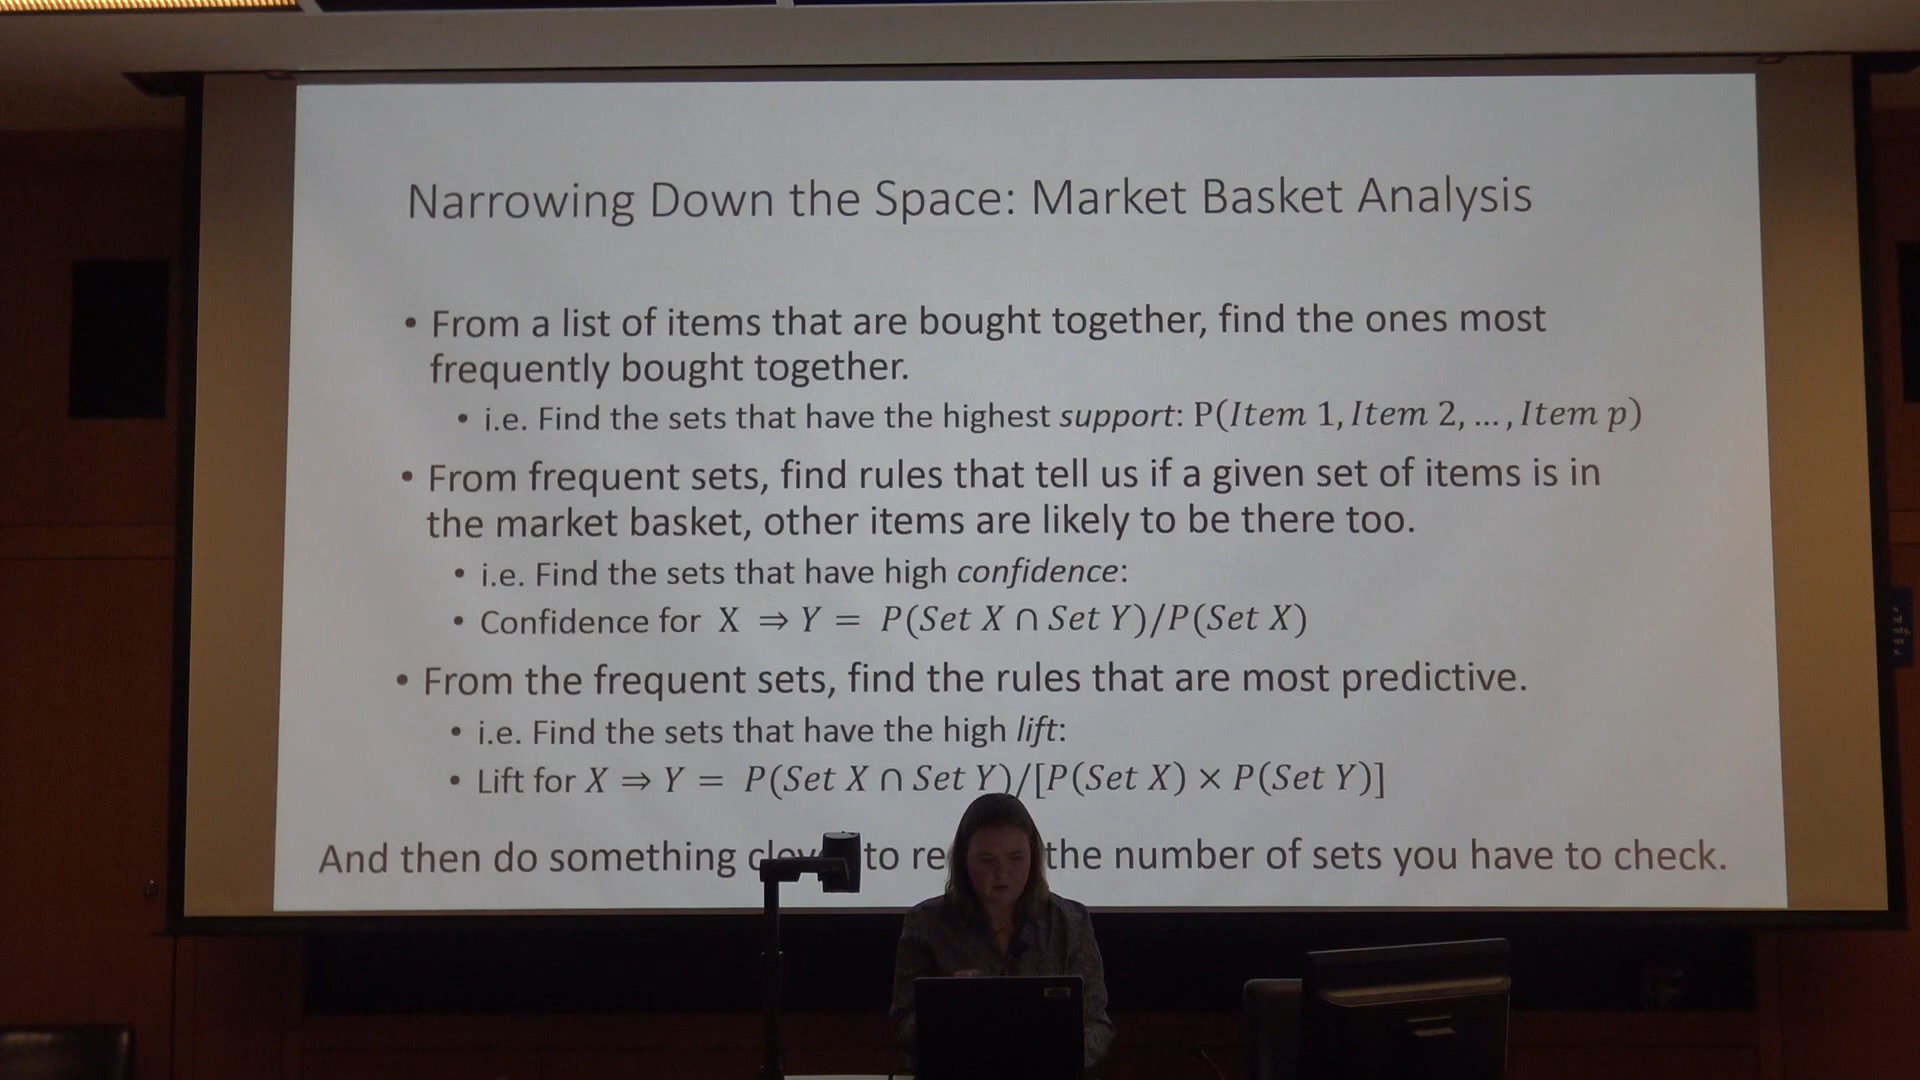 Narrowing Down the Space: Market Basket Analysis
• From a list of items that are bought together, find the ones most
frequently bought together.
• i.e. Find the sets that have the highest support: P(Item 1, Item 2, … , Item p)
• From frequent sets, find rules that tell us if a given set of items is in
the market basket, other items are likely to be there too.
• i.e. Find the sets that have high confidence:
• Confidence for X ⇒ Y = P(Set X ∩ Set Y)/P(Set X)
• From the frequent sets, find the rules that are most predictive.
• i.e. Find the sets that have the high lift:
• Lift for X ⇒ Y = P(Set X ∩ Set Y)/[P(Set X) × P(Set Y)]
And then do something to the number of sets you have to check.